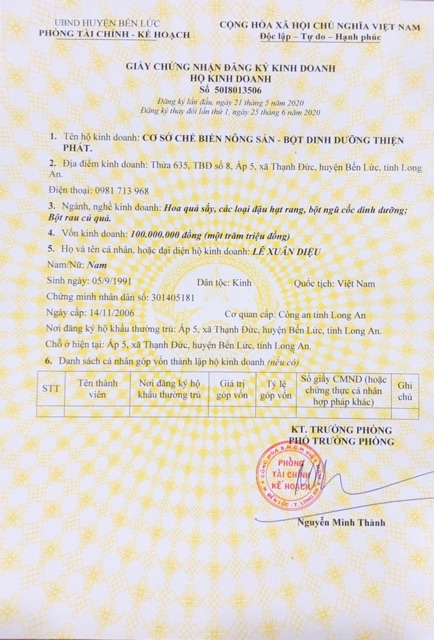 UBND HUYỆN BẾN LỨC
PHÒNG TÀI CHÍNH - KẾ HOẠCH
CỘNG HÒA XÃ HỘI CHỦ NGHĨA VIỆT NAM
Độc lập – Tự do – Hạnh phúc
GIẤY CHỨNG NHẬN ĐĂNG KÝ KINH DOANH
HỘ KINH DOANH
Số 5018013506
Đăng ký lần đầu, ngày 21 tháng 5 năm 2020
Đăng ký thay đổi lần thứ 1, ngày 25 tháng 6 năm 2020
1. Tên hộ kinh doanh: CƠ SỞ CHẾ BIẾN NÔNG SẢN - BỘT DINH DƯỠNG THIỆN
PHÁT.
2. Địa điểm kinh doanh: Thửa 635, TBĐ số 8, Ấp 5, xã Thạnh Đức, huyện Bến Lức, tỉnh Long
An.
Điện thoại: 0981 713 968
3. Ngành, nghề kinh doanh: Hoa quả sấy, các loại đậu hạt rang, bột ngũ cốc dinh dưỡng;
Bột rau củ quả.
4. Vốn kinh doanh: 100.000.000 đồng (một trăm triệu đồng)
5. Họ và tên cá nhân, hoặc đại diện hộ kinh doanh: LÊ XUÂN DIỆU
Nam/Nữ: Nam
Sinh ngày: 05/9/1991 Dân tộc: Kinh Quốc tịch: Việt Nam
Chứng minh nhân dân số: 301405181
Ngày cấp: 14/11/2006 Cơ quan cấp: Công an tỉnh Long An
Nơi đăng ký hộ khẩu thường trú: Ấp 5, xã Thạnh Đức, huyện Bến Lức, tỉnh Long An.
Chỗ ở hiện tại: Ấp 5, xã Thạnh Đức, huyện Bến Lức, tỉnh Long An.
6. Danh sách cá nhân góp vốn thành lập hộ kinh doanh (nếu có)
STT
Tên thành
viên
Nơi đăng ký hộ
khẩu thường trú
Giá trị
góp vốn
Tỷ lệ
góp vốn
Số giấy CMND (hoặc
chứng thực cá nhân
hợp pháp khác)
Ghi
chú
KT. TRƯỞNG PHÒNG
PHÓ TRƯỞNG PHÒNG
PHÒNG
TÀI CHÍNH
KẾ HOẠCH
Nguyễn Minh Thành